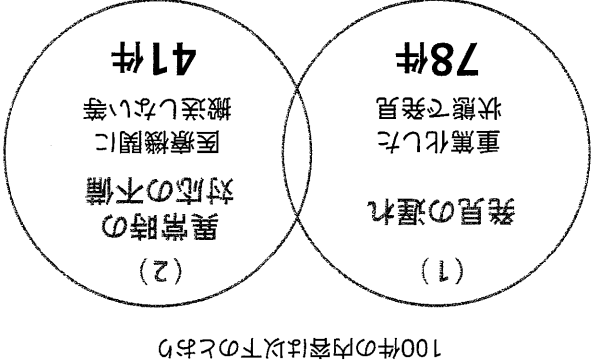 100件の内容は以下のとおり
(1)
発見の遅れ
重篤化した
状態で発見
78件
(2)
異常時の
対応の不備
医療機関に
搬送しない等
41件